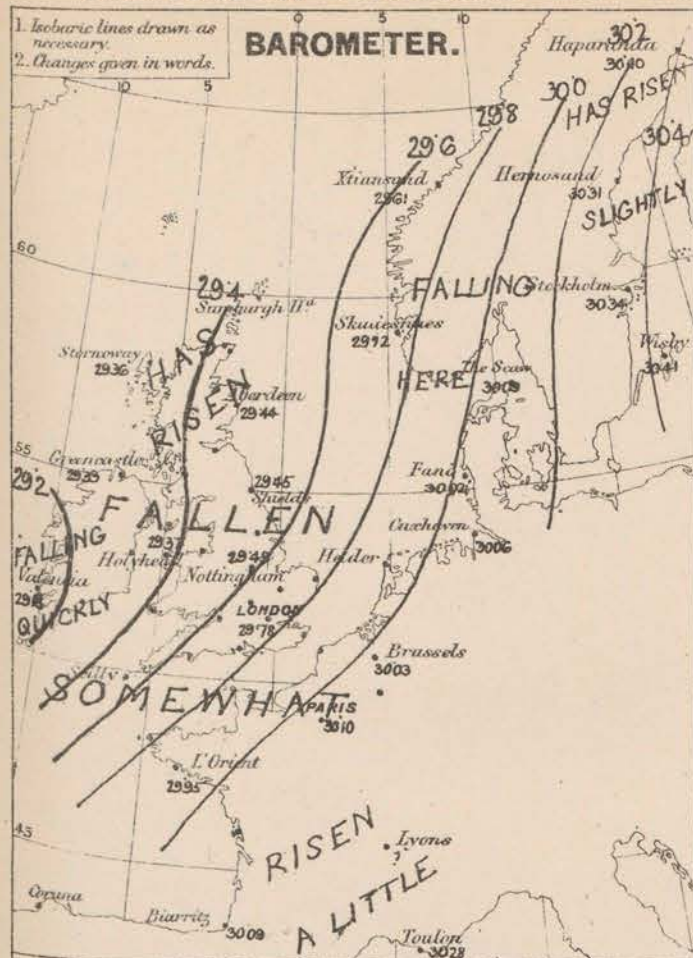 1. Isobaric lines drawn as
necessary.
2. Changes given in words.
BAROMETER.
10
5
0
5
10
30.2
Haparanda
30.40
HAS RISEN
30.0
29.8
29.6
30.4
Xtiansund
29.61
Hernosand
30.31
SLIGHTLY
60
29.4
Sumburgh Hd
FALLING
Stockholm
30.34
Stornoway
29.36
HAS
RISEN
Skudesnaes
29.92
HERE
The Scaw
30.09
Wisby
30.41
Aberdeen
29.44
55
Greencastle
29.33
29.2
29.45
Shields
Fano
30.02
FALLEN
29.37
Cuxhaven
30.06
FALLING
Holyhead
29.49
Nottingham
Helder
Valentia
QUICKLY
LONDON
29.78
Brussels
30.03
Scilly
SOMEWHAT
PARIS
30.10
L'Orient
29.95
45
RISEN
Lyons
A LITTLE
Coruna
Biarritz
30.09
Toulon
30.28